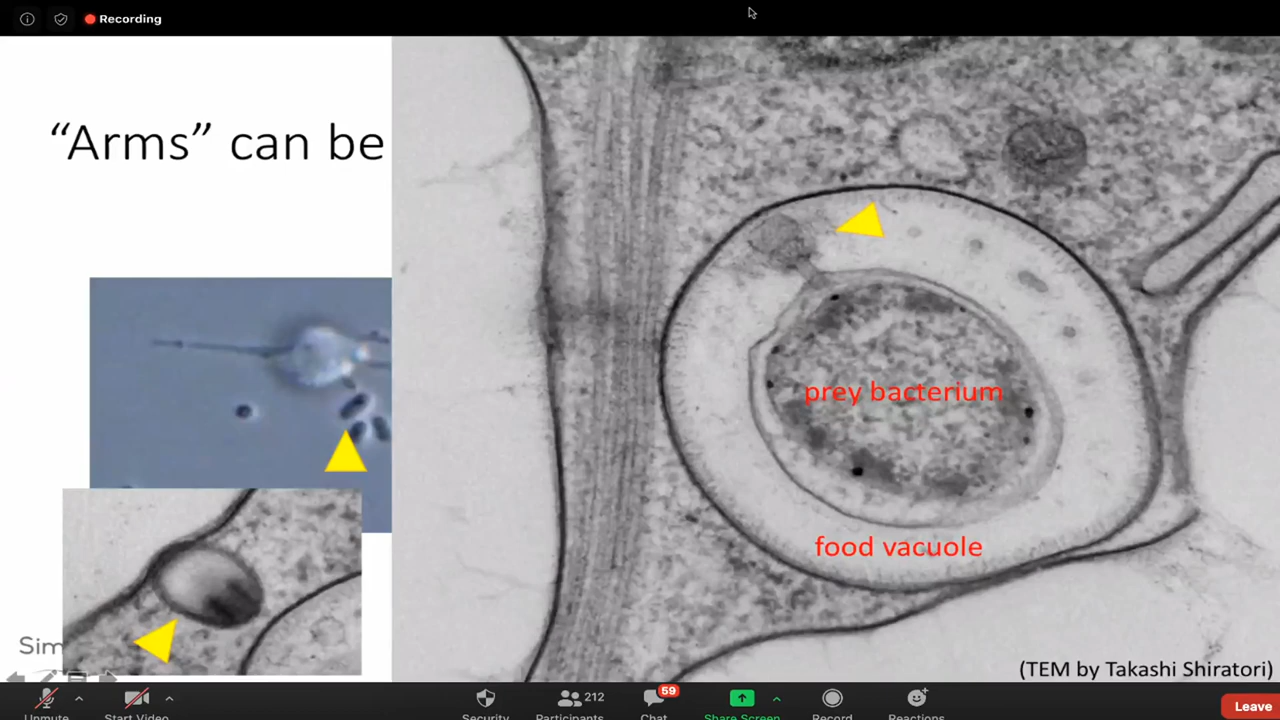 Recording
“Arms” can be
prey bacterium
food vacuole
Sim
(TEM by Takashi Shiratori)
Unmute
Start Video
Security
212
Participants
59
Chat
Share Screen
Record
Reactions
Leave